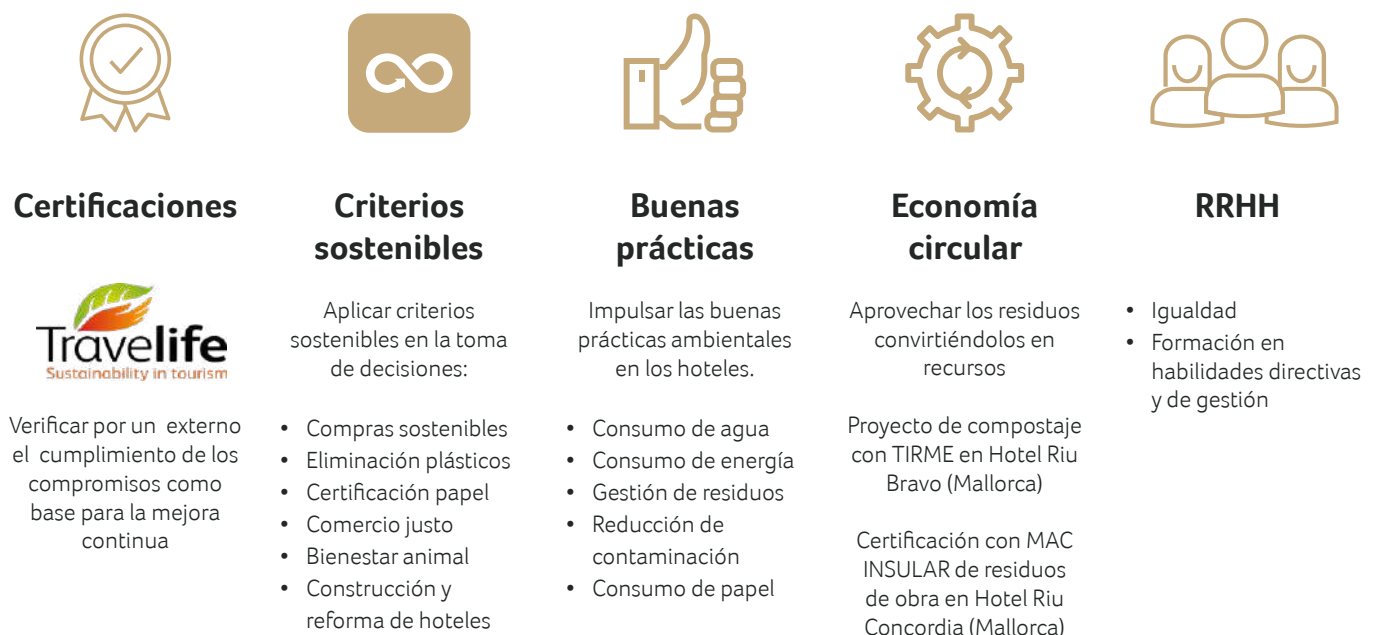 Certificaciones
Travelife
Sustainability in tourism
Verificar por un externo
el cumplimiento de los
compromisos como
base para la mejora
continua
Criterios
sostenibles
Aplicar criterios
sostenibles en la toma
de decisiones:
• Compras sostenibles
• Eliminación plásticos
• Certificación papel
• Comercio justo
• Bienestar animal
• Construcción y
reforma de hoteles
Buenas
prácticas
Impulsar las buenas
prácticas ambientales
en los hoteles.
• Consumo de agua
• Consumo de energía
• Gestión de residuos
• Reducción de
contaminación
• Consumo de papel
Economía
circular
Aprovechar los residuos
convirtiéndolos en
recursos
Proyecto de compostaje
con TIRME en Hotel Riu
Bravo (Mallorca)
Certificación con MAC
INSULAR de residuos
de obra en Hotel Riu
Concordia (Mallorca)
RRHH
• Igualdad
• Formación en
habilidades directivas
y de gestión